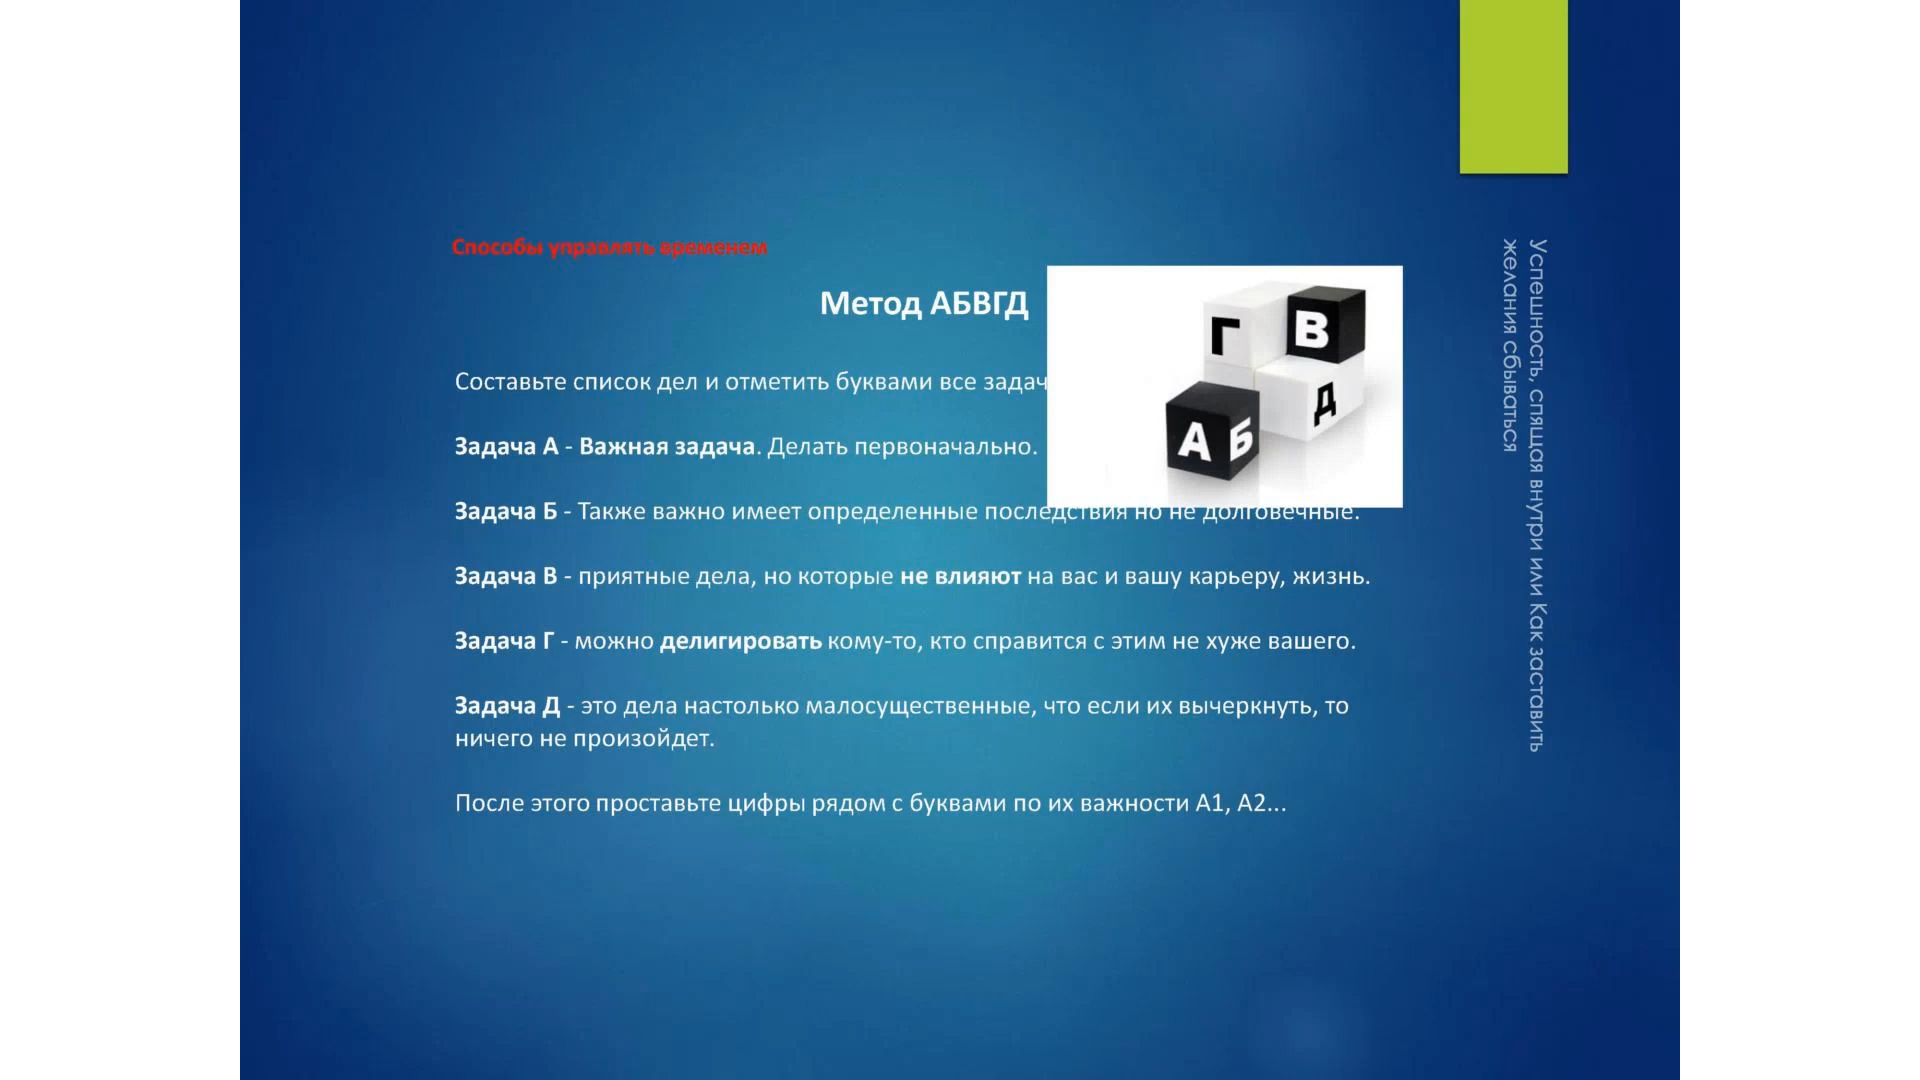 Способы управлять временем
Метод АБВГД
Г В
Д
А Б
Составьте список дел и отметить буквами все
Задача А - Важная задача. Делать первоначально.
Задача Б - Также важно имеет определенные последствия но не долговечные.
Задача В - приятные дела, но которые не влияют на вас и вашу карьеру, жизнь.
Задача Г - можно делигировать кому-то, кто справится с этим не хуже вашего.
Задача Д - это дела настолько малосущественные, что если их вычеркнуть, то
ничего не произойдет.
После этого проставьте цифры рядом с буквами по их важности А1, А2...
Успешность, спящая внутри или Как заставить
желания сбываться